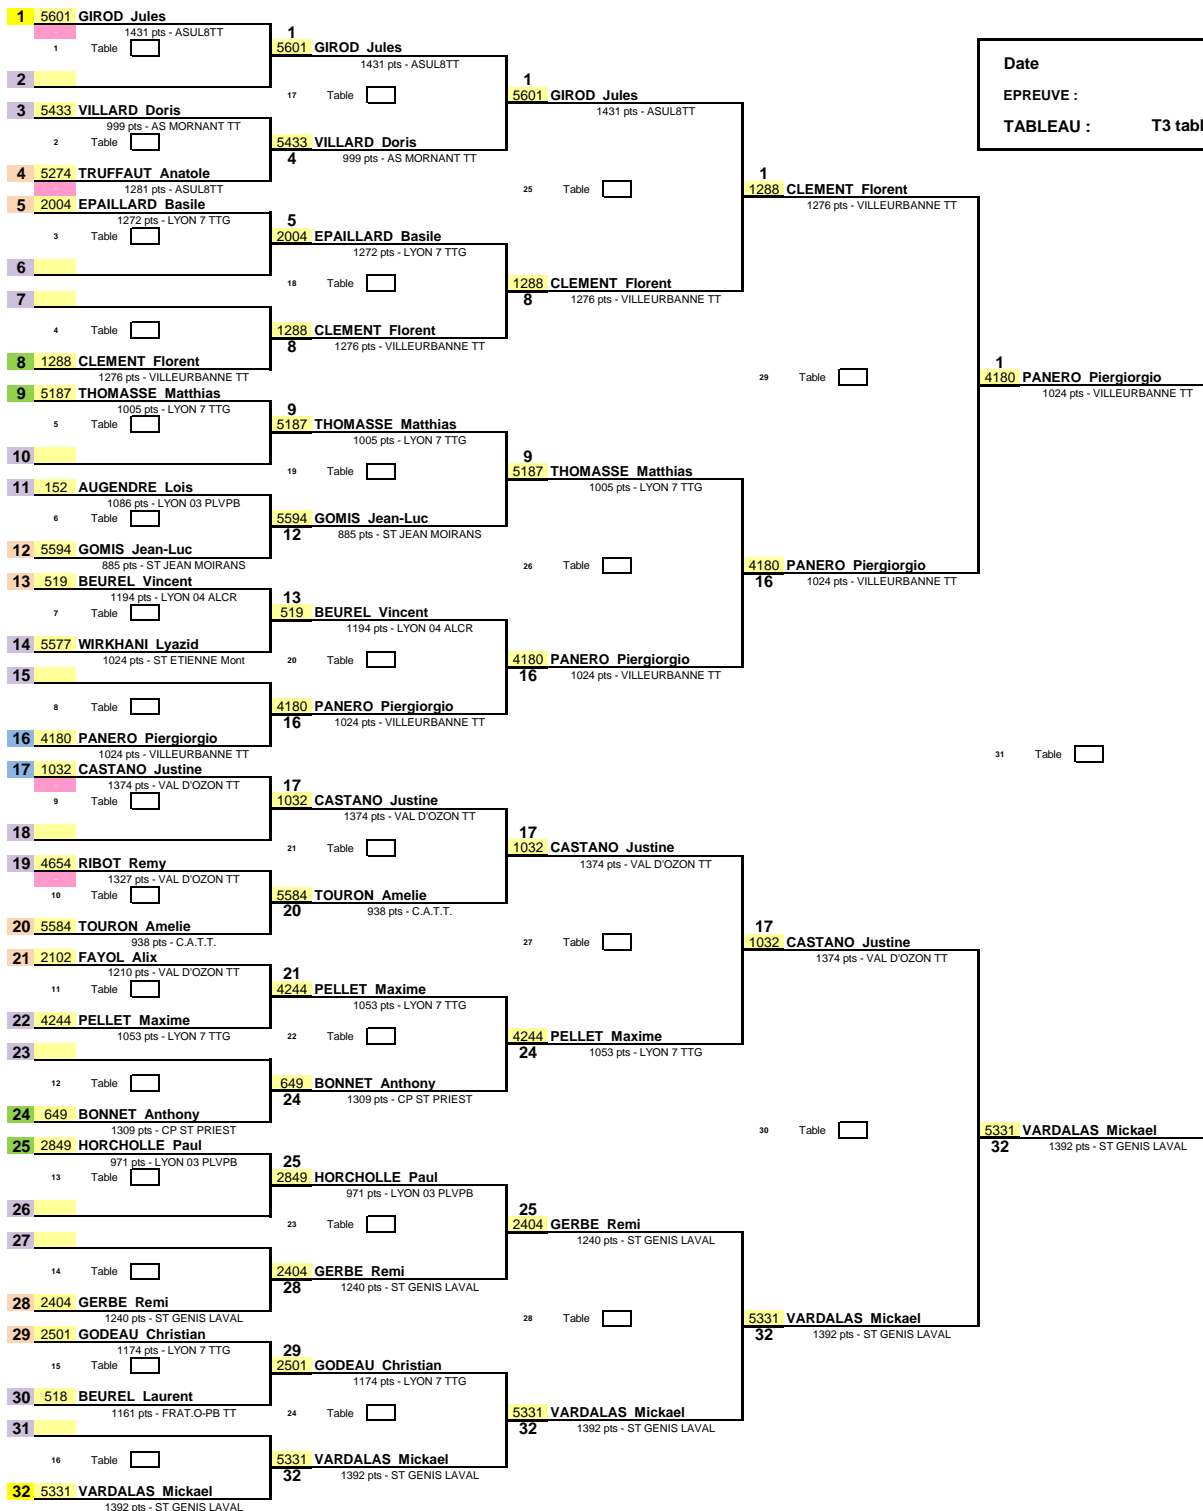 1 5601 GIROD Jules
1431 pts - ASUL8TT
1 Table
2
3 5433 VILLARD Doris
999 pts - AS MORNANT TT
2 Table
4 5274 TRUFFAUT Anatole
1281 pts - ASUL8TT
5 2004 EPAILLARD Basile
1272 pts - LYON 7 TTG
3 Table
6
7
4 Table
8 1288 CLEMENT Florent
1276 pts - VILLEURBANNE TT
9 5187 THOMASSE Matthias
1005 pts - LYON 7 TTG
5 Table
10
11 152 AUGENDRE Lois
1086 pts - LYON 03 PLVPB
6 Table
12 5594 GOMIS Jean-Luc
885 pts - ST JEAN MOIRANS
13 519 BEUREL Vincent
1194 pts - LYON 04 ALCR
7 Table
14 5577 WIRKHANI Lyazid
1024 pts - ST ETIENNE Mont
15
8 Table
16 4180 PANERO Piergiorgio
1024 pts - VILLEURBANNE TT
17 1032 CASTANO Justine
1374 pts - VAL D'OZON TT
9 Table
18
19 4654 RIBOT Remy
1327 pts - VAL D'OZON TT
10 Table
20 5584 TOURON Amelie
938 pts - C.A.T.T.
21 2102 FAYOL Alix
1210 pts - VAL D'OZON TT
11 Table
22 4244 PELLET Maxime
1053 pts - LYON 7 TTG
23
12 Table
24 649 BONNET Anthony
1309 pts - CP ST PRIEST
25 2849 HORCHOLLE Paul
971 pts - LYON 03 PLVPB
13 Table
26
27
14 Table
28 2404 GERBE Remi
1240 pts - ST GENIS LAVAL
29 2501 GODEAU Christian
1174 pts - LYON 7 TTG
15 Table
30 518 BEUREL Laurent
1161 pts - FRAT.O-PB TT
31
16 Table
32 5331 VARDALAS Mickael
1392 pts - ST GENIS LAVAL
1
5601 GIROD Jules
1431 pts - ASUL8TT
17 Table
5433 VILLARD Doris
4 999 pts - AS MORNANT TT
5
2004 EPAILLARD Basile
1272 pts - LYON 7 TTG
18 Table
1288 CLEMENT Florent
8 1276 pts - VILLEURBANNE TT
9
5187 THOMASSE Matthias
1005 pts - LYON 7 TTG
19 Table
5594 GOMIS Jean-Luc
12 885 pts - ST JEAN MOIRANS
13
519 BEUREL Vincent
1194 pts - LYON 04 ALCR
20 Table
4180 PANERO Piergiorgio
16 1024 pts - VILLEURBANNE TT
17
1032 CASTANO Justine
1374 pts - VAL D'OZON TT
21 Table
5584 TOURON Amelie
20 938 pts - C.A.T.T.
21
4244 PELLET Maxime
1053 pts - LYON 7 TTG
22 Table
649 BONNET Anthony
24 1309 pts - CP ST PRIEST
25
2849 HORCHOLLE Paul
971 pts - LYON 03 PLVPB
23 Table
2404 GERBE Remi
28 1240 pts - ST GENIS LAVAL
29
2501 GODEAU Christian
1174 pts - LYON 7 TTG
24 Table
5331 VARDALAS Mickael
32 1392 pts - ST GENIS LAVAL
1
5601 GIROD Jules
1431 pts - ASUL8TT
25 Table
1288 CLEMENT Florent
8 1276 pts - VILLEURBANNE TT
9
5187 THOMASSE Matthias
1005 pts - LYON 7 TTG
26 Table
4180 PANERO Piergiorgio
16 1024 pts - VILLEURBANNE TT
17
1032 CASTANO Justine
1374 pts - VAL D'OZON TT
27 Table
4244 PELLET Maxime
24 1053 pts - LYON 7 TTG
25
2404 GERBE Remi
1240 pts - ST GENIS LAVAL
28 Table
5331 VARDALAS Mickael
32 1392 pts - ST GENIS LAVAL
1
1288 CLEMENT Florent
1276 pts - VILLEURBANNE TT
29 Table
4180 PANERO Piergiorgio
16 1024 pts - VILLEURBANNE TT
17
1032 CASTANO Justine
1374 pts - VAL D'OZON TT
30 Table
5331 VARDALAS Mickael
32 1392 pts - ST GENIS LAVAL
Date
EPREUVE :
TABLEAU : T3 tabl
1
4180 PANERO Piergiorgio
1024 pts - VILLEURBANNE TT
31 Table
5331 VARDALAS Mickael
32 1392 pts - ST GENIS LAVAL